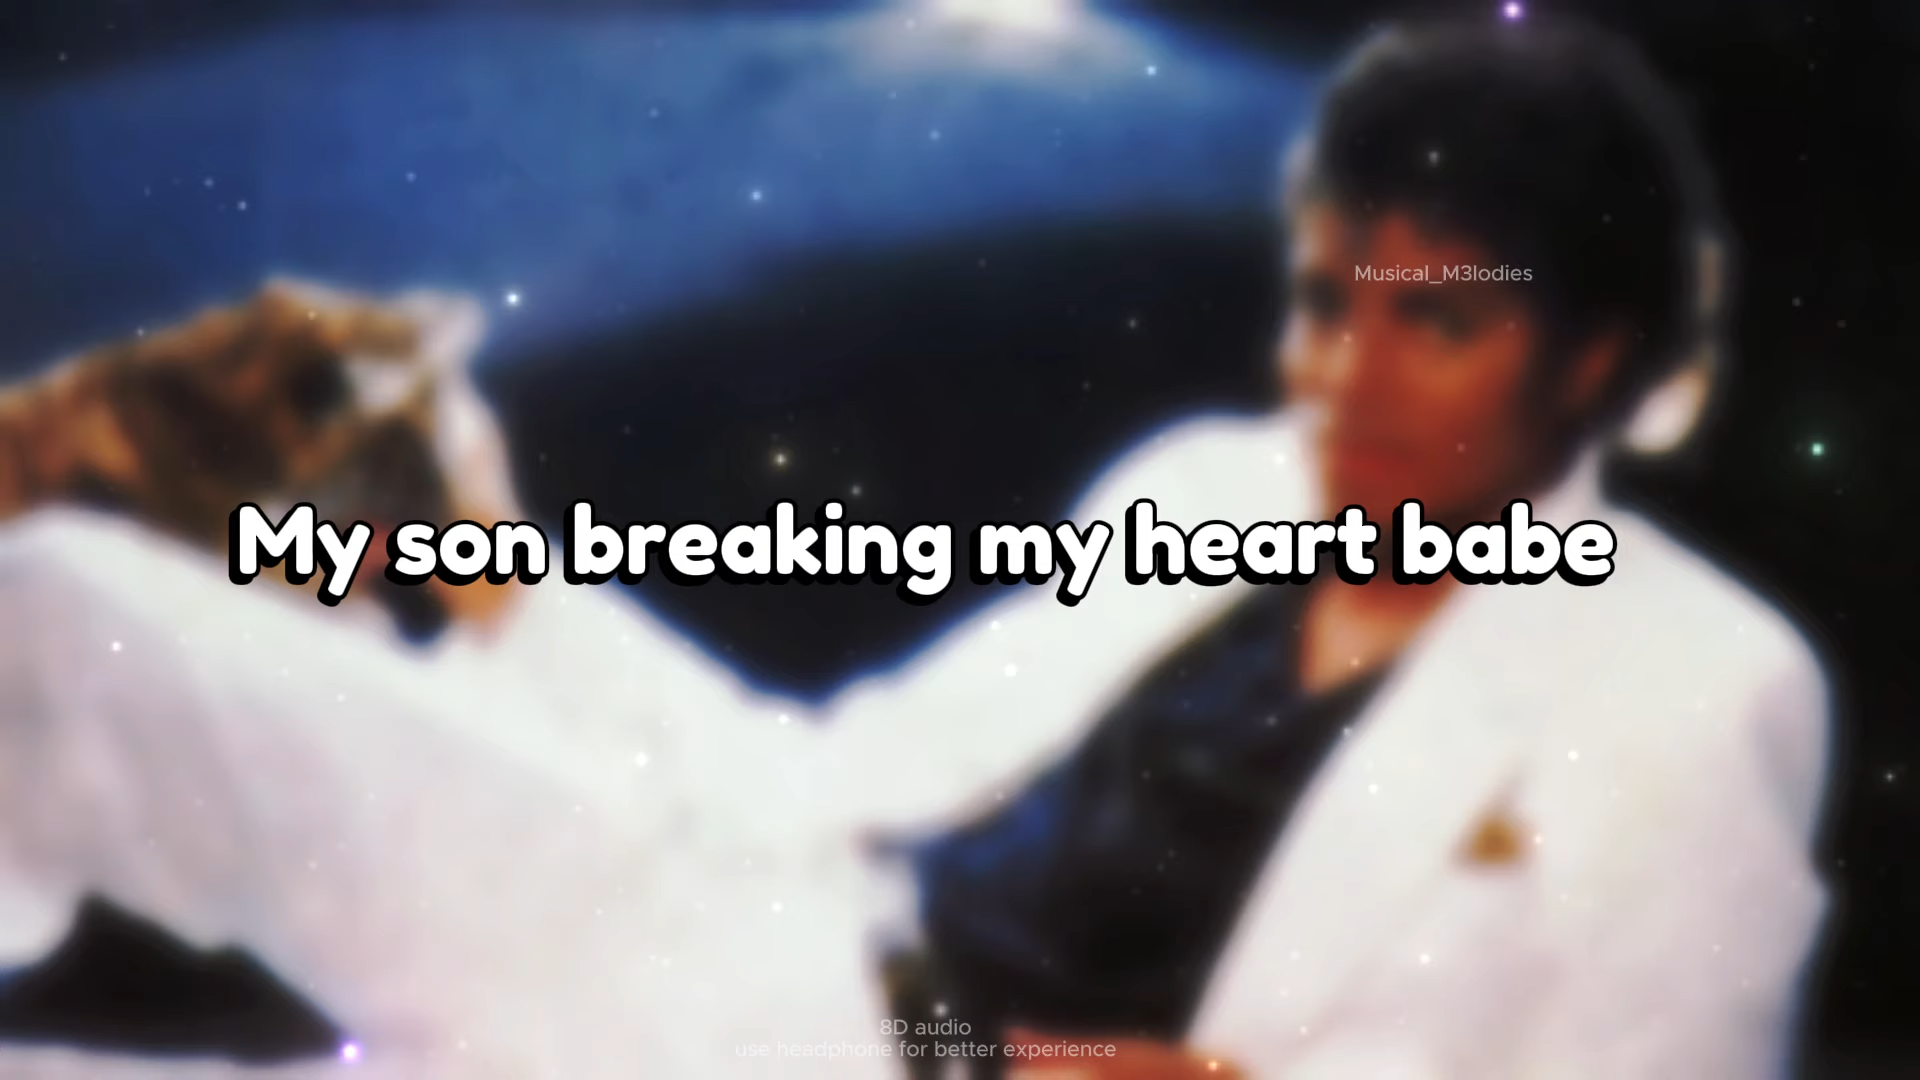 Musical_M3lodies
My son breaking my heart babe
8D audio
use headphone for better experience